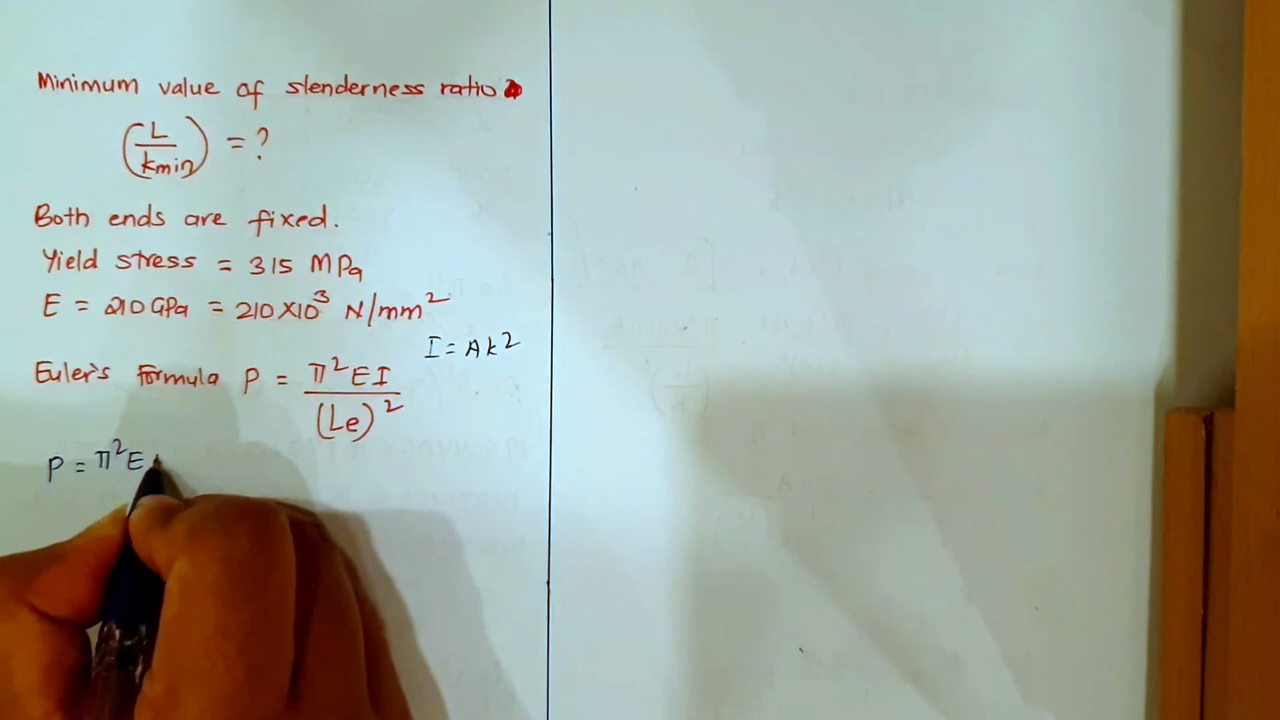 Minimum value of slenderness ratio
(L/kmin) = ?
Both ends are fixed.
Yield stress = 315 MPa
E = 210 GPa = 210×10³ N/mm²
I = Ak²
Euler's formula P = π²EI/(Le)²
P = π²E